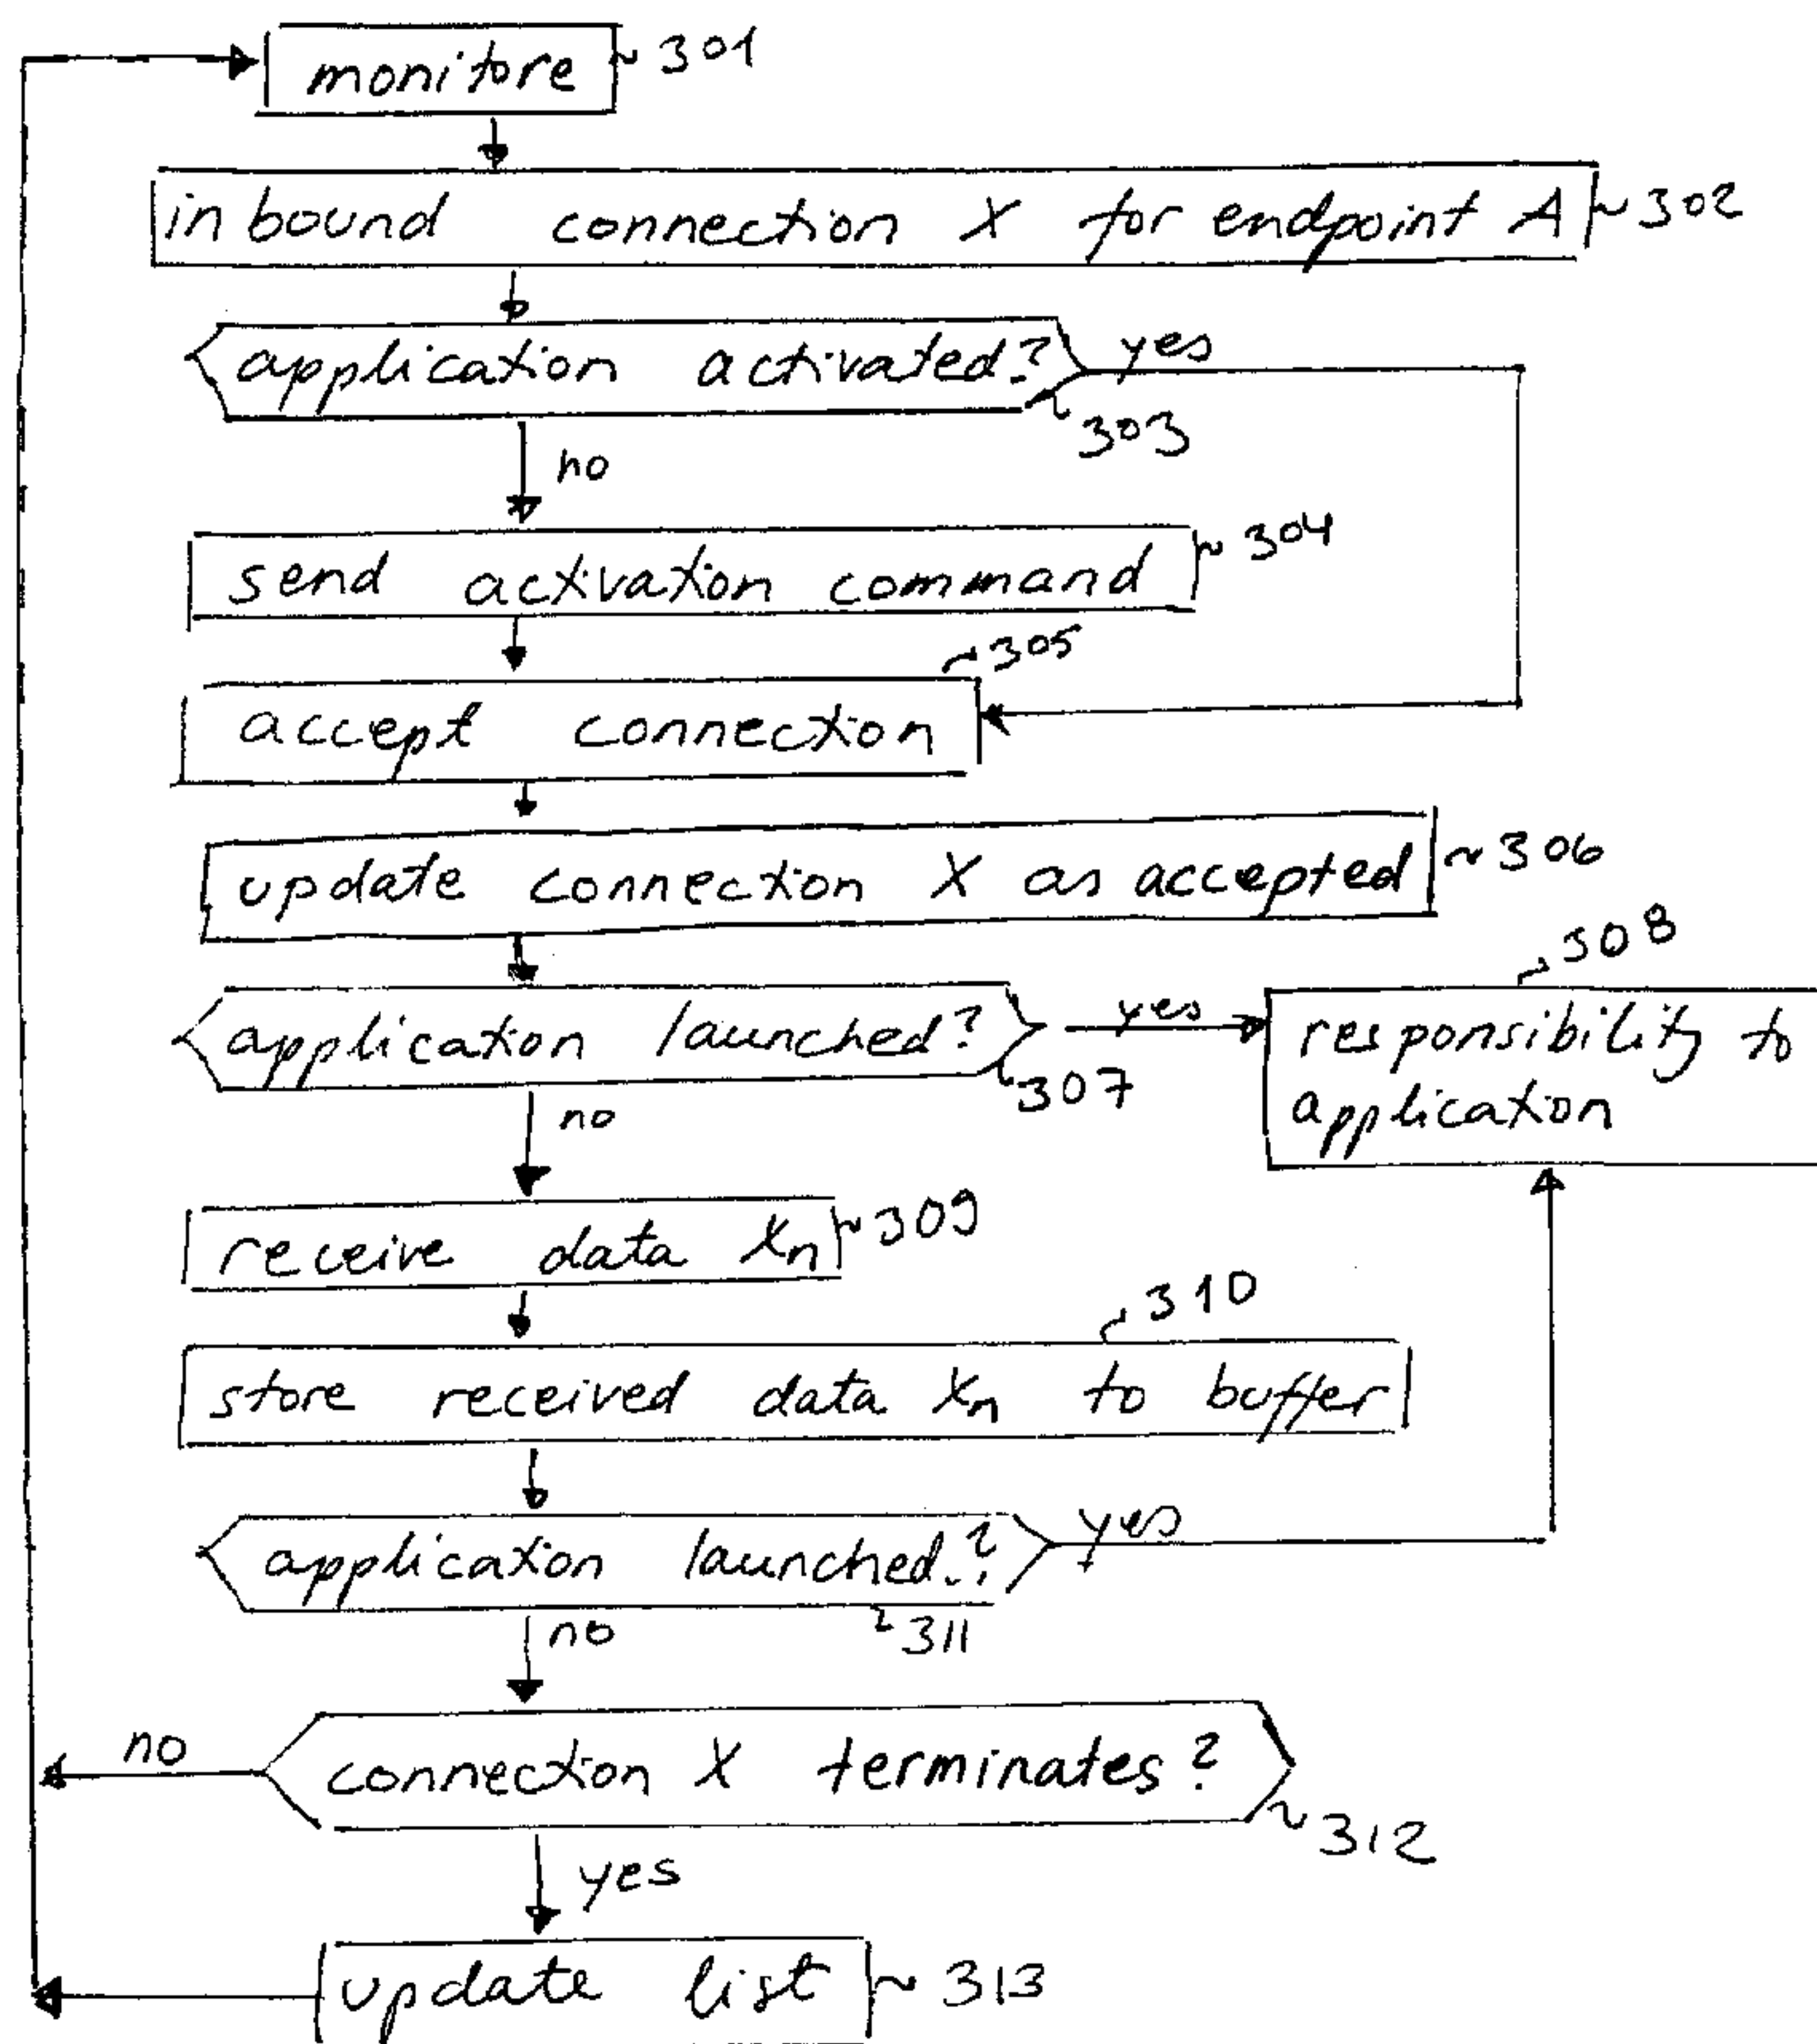 monitore ~ 301
inbound connection X for endpoint A ~ 302
application activated? yes
303
no
send activation command ~ 304
~ 305
accept connection
update connection X as accepted ~ 306
308
application launched? yes
307
responsibility to
application
no
receive data Xn ~ 309
310
store received data Xn to buffer
application launched? yes
no
311
connection X terminates?
no
312
yes
update list ~ 313